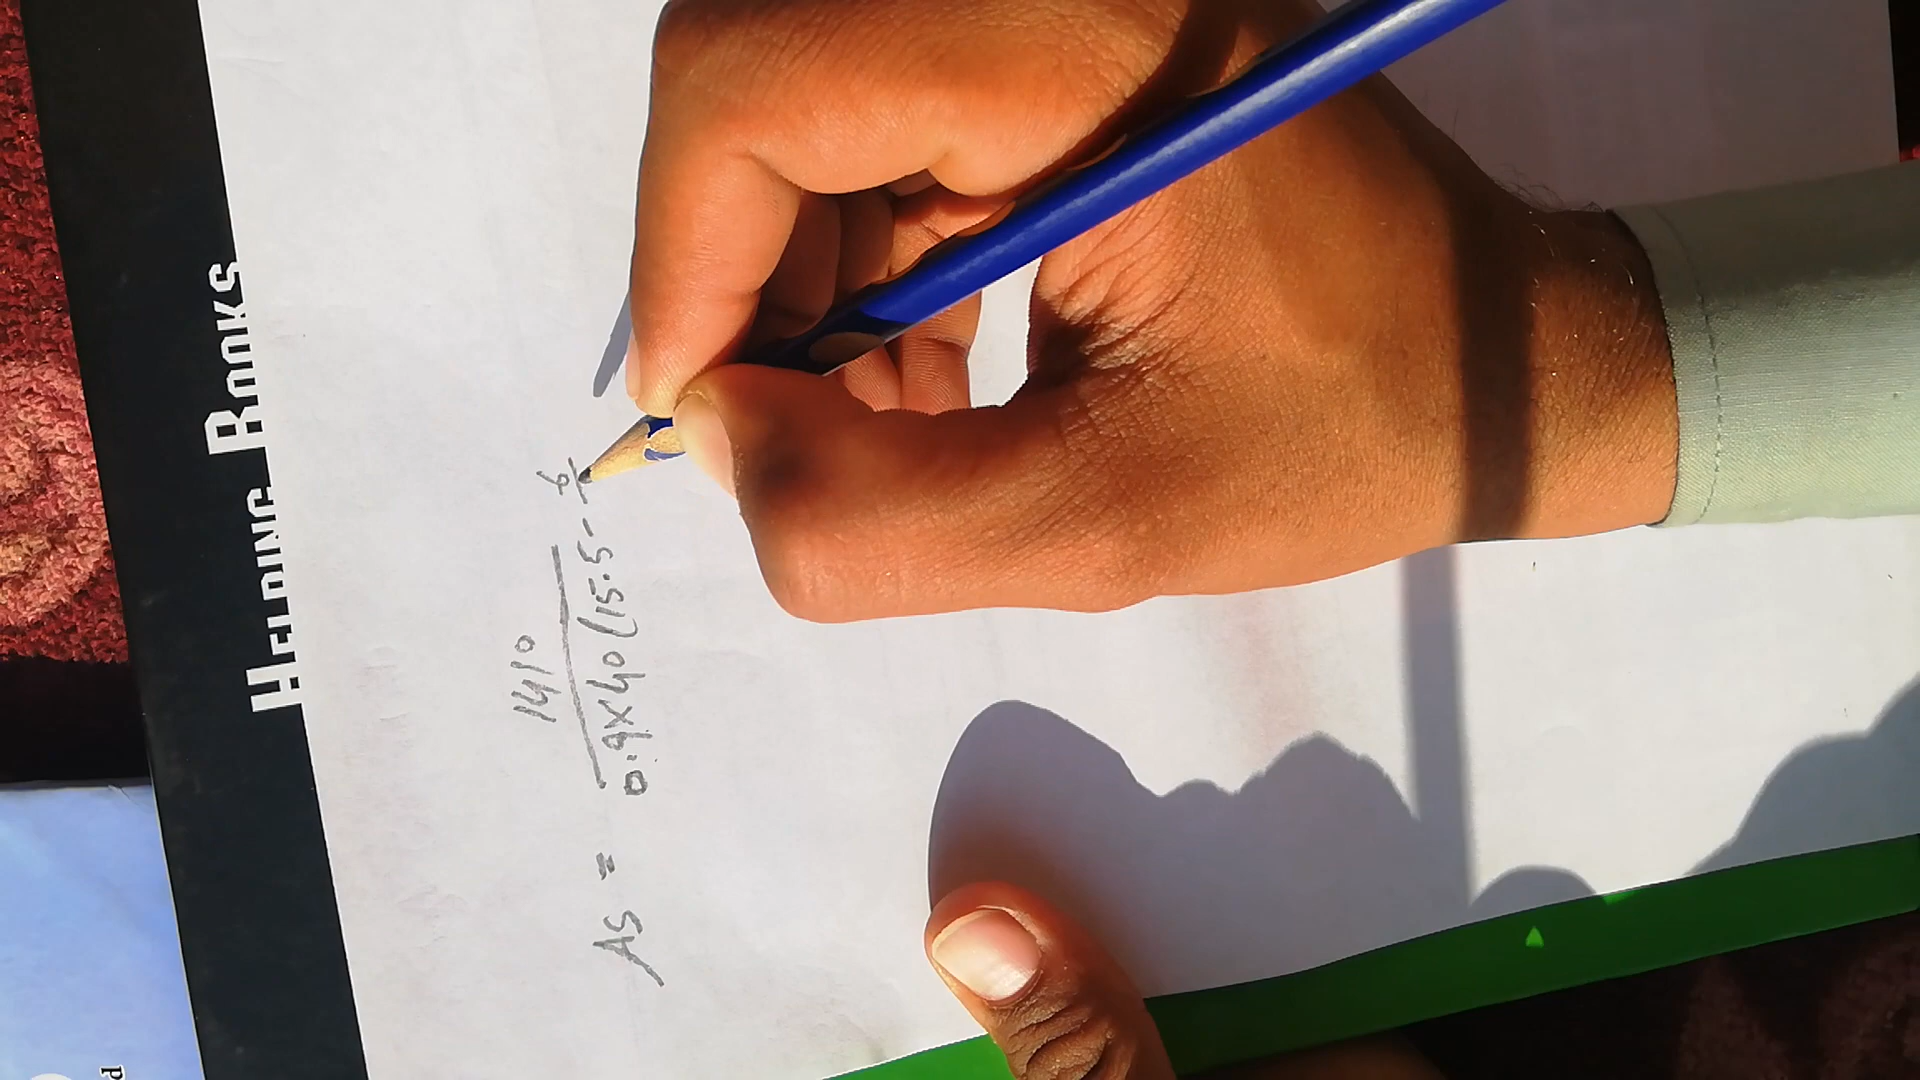 HELPING BOOKS
1410
As = 
0.9x40(15.5- 6
d